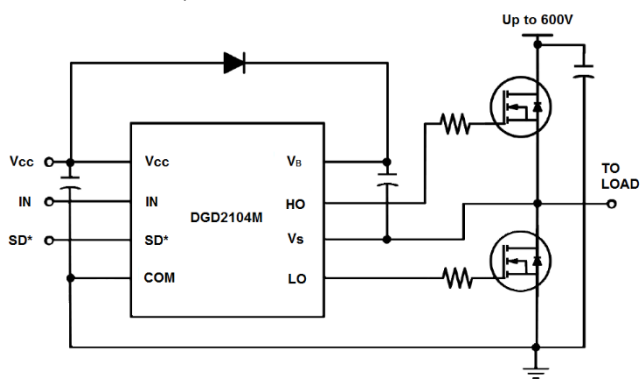 Up to 600V
Vcc
IN
SD*
Vcc
IN
SD*
COM
DGD2104M
VB
HO
Vs
LO
TO
LOAD